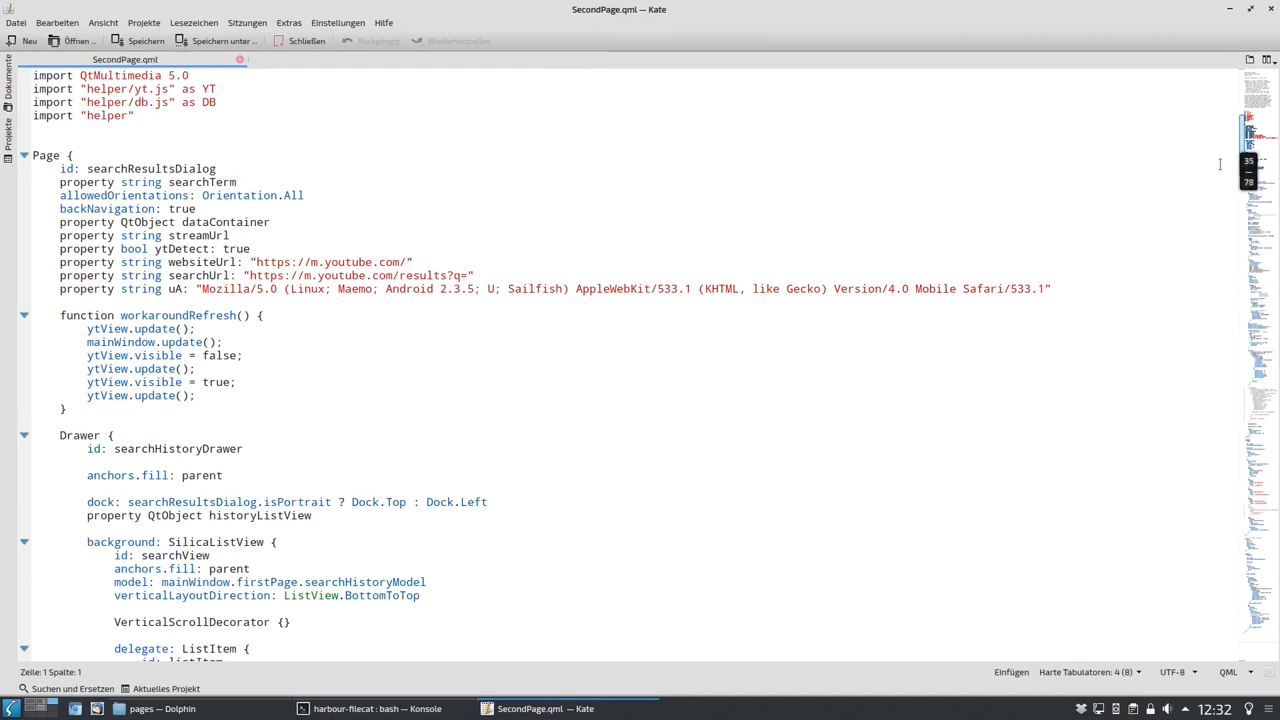 SecondPage.qml — Kate
Datei Bearbeiten Ansicht Projekte Lesezeichen Sitzungen Extras Einstellungen Hilfe
Neu Öffnen ... Speichern Speichern unter ... Schließen Rückgängig Wiederherstellen
SecondPage.qml
Dokumente
Projekte
import QtMultimedia 5.0
import "helper/yt.js" as YT
import "helper/db.js" as DB
import "helper"
Page {
id: searchResultsDialog
property string searchTerm
allowedOrientations: Orientation.All
backNavigation: true
property QtObject dataContainer
property string streamUrl
property bool ytDetect: true
property string websiteUrl: "https://m.youtube.com/"
property string searchUrl: "https://m.youtube.com/results?q="
property string uA: "Mozilla/5.0 (Linux; Maemo; Android 2.3.5; U; Sailfish) AppleWebKit/533.1 (KHTML, like Gecko) Version/4.0 Mobile Safari/533.1"
function workaroundRefresh() {
ytView.update();
mainWindow.update();
ytView.visible = false;
ytView.update();
ytView.visible = true;
ytView.update();
}
Drawer {
id: searchHistoryDrawer
anchors.fill: parent
dock: searchResultsDialog.isPortrait ? Dock.Top : Dock.Left
property QtObject historyListView
background: SilicaListView {
id: searchView
anchors.fill: parent
model: mainWindow.firstPage.searchHistoryModel
verticalLayoutDirection: ListView.BottomToTop
VerticalScrollDecorator {}
delegate: ListItem {
id: listItem
35
—
79
Zeile: 1 Spalte: 1 Einfügen Harte Tabulatoren: 4 (8) UTF-8 QML
Suchen und Ersetzen Aktuelles Projekt
pages — Dolphin harbour-filecat : bash — Konsole SecondPage.qml — Kate 12:32